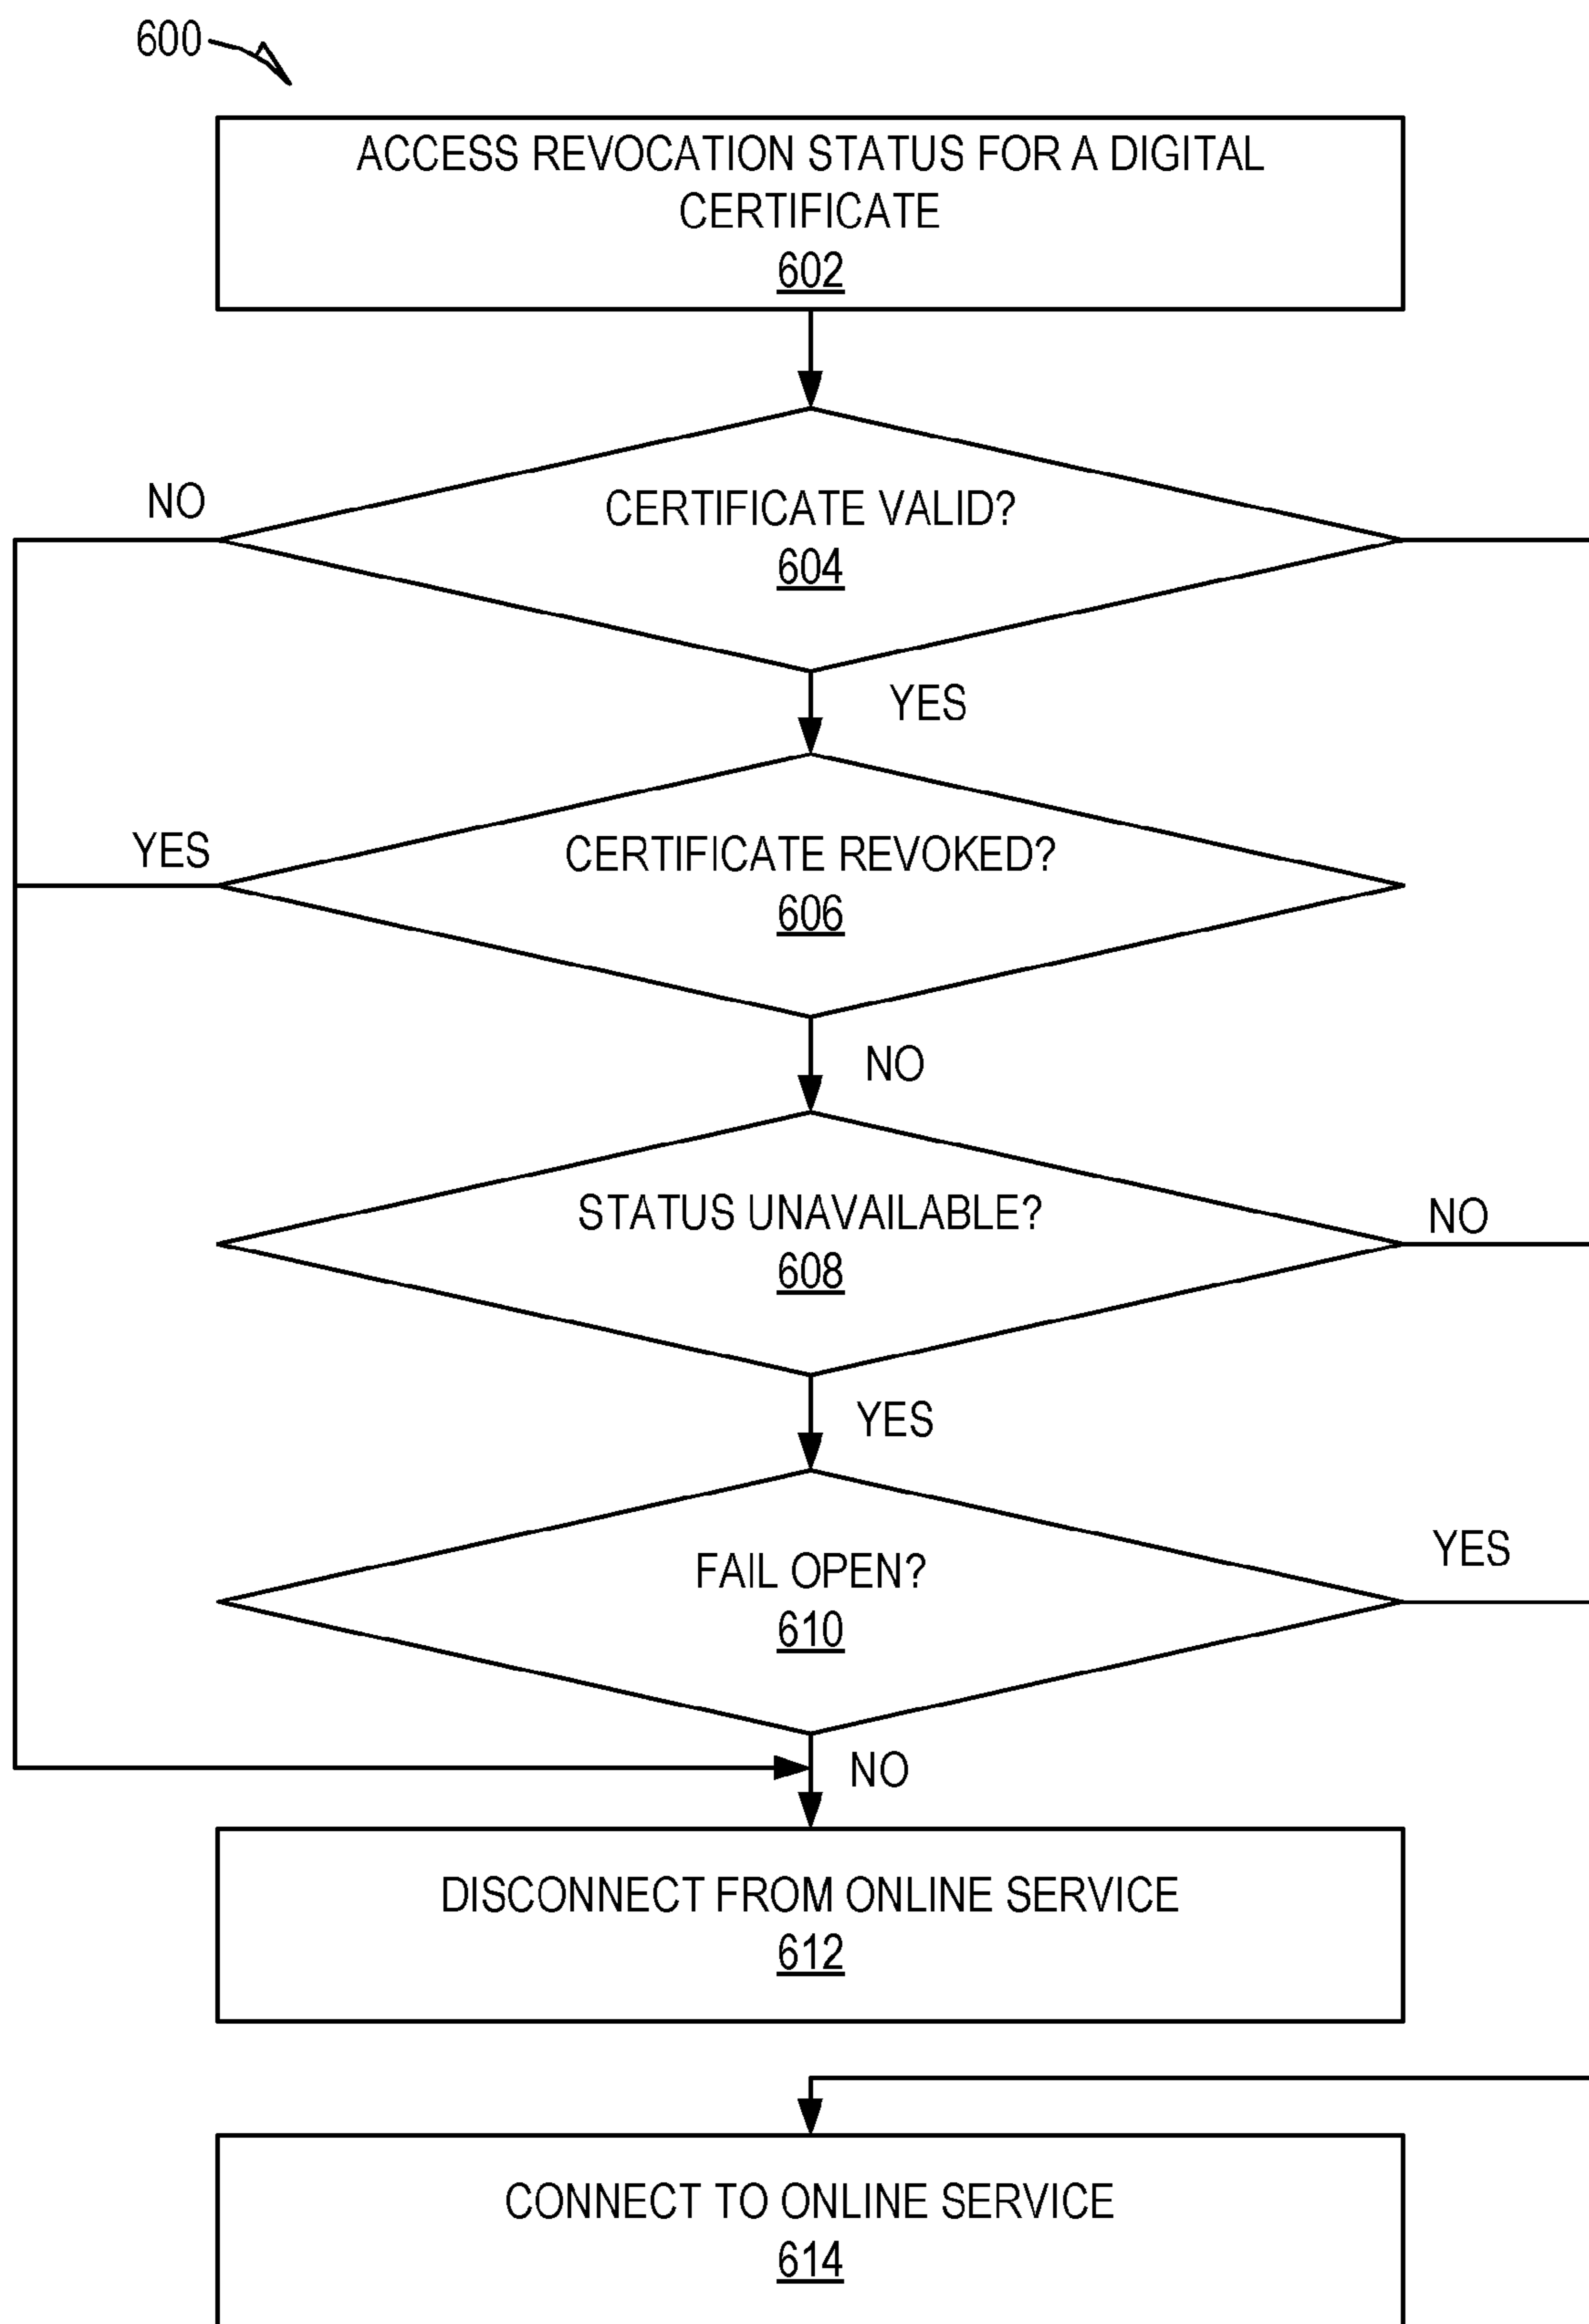 600
ACCESS REVOCATION STATUS FOR A DIGITAL
CERTIFICATE
602
NO
CERTIFICATE VALID?
604
YES
YES
CERTIFICATE REVOKED?
606
NO
STATUS UNAVAILABLE?
608
NO
YES
FAIL OPEN?
610
YES
NO
DISCONNECT FROM ONLINE SERVICE
612
CONNECT TO ONLINE SERVICE
614